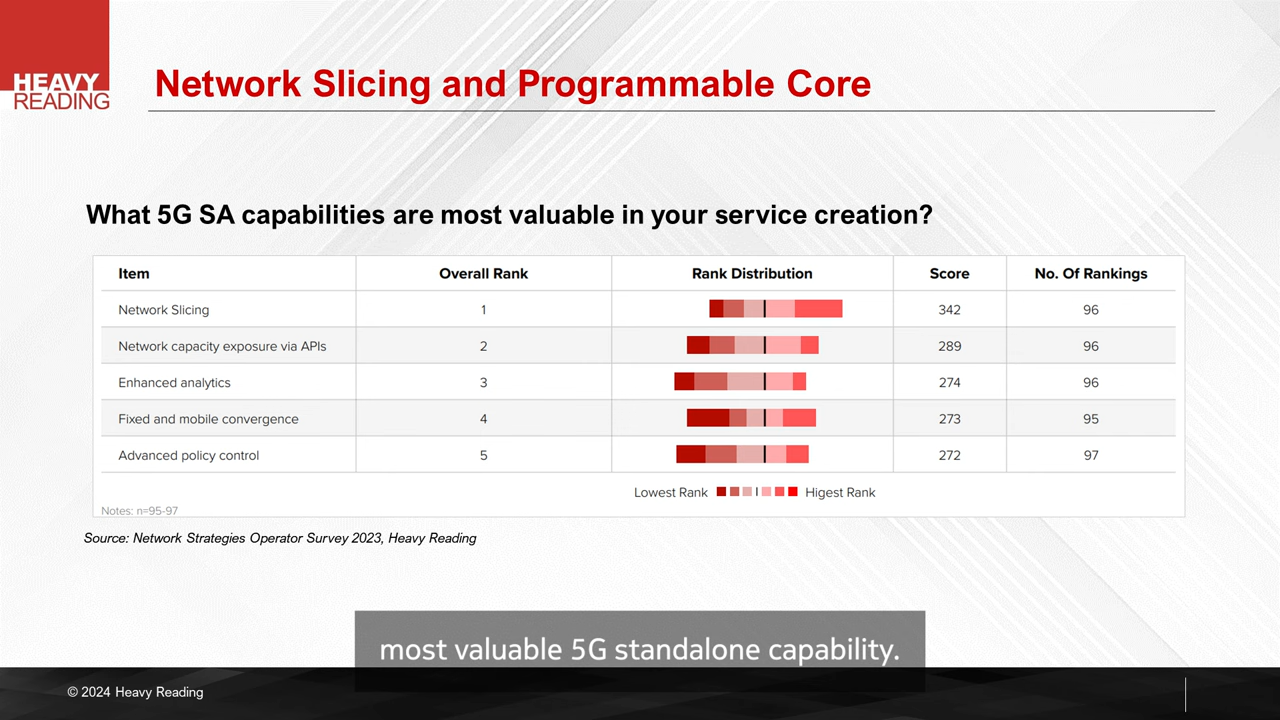 HEAVY
READING
Network Slicing and Programmable Core
What 5G SA capabilities are most valuable in your service creation?
Item Overall Rank Rank Distribution Score No. Of Rankings
Network Slicing 1 342 96
Network capacity exposure via APIs 2 289 96
Enhanced analytics 3 274 96
Fixed and mobile convergence 4 273 95
Advanced policy control 5 272 97
Lowest Rank Higest Rank
Notes: n=95-97
Source: Network Strategies Operator Survey 2023, Heavy Reading
most valuable 5G standalone capability.
© 2024 Heavy Reading